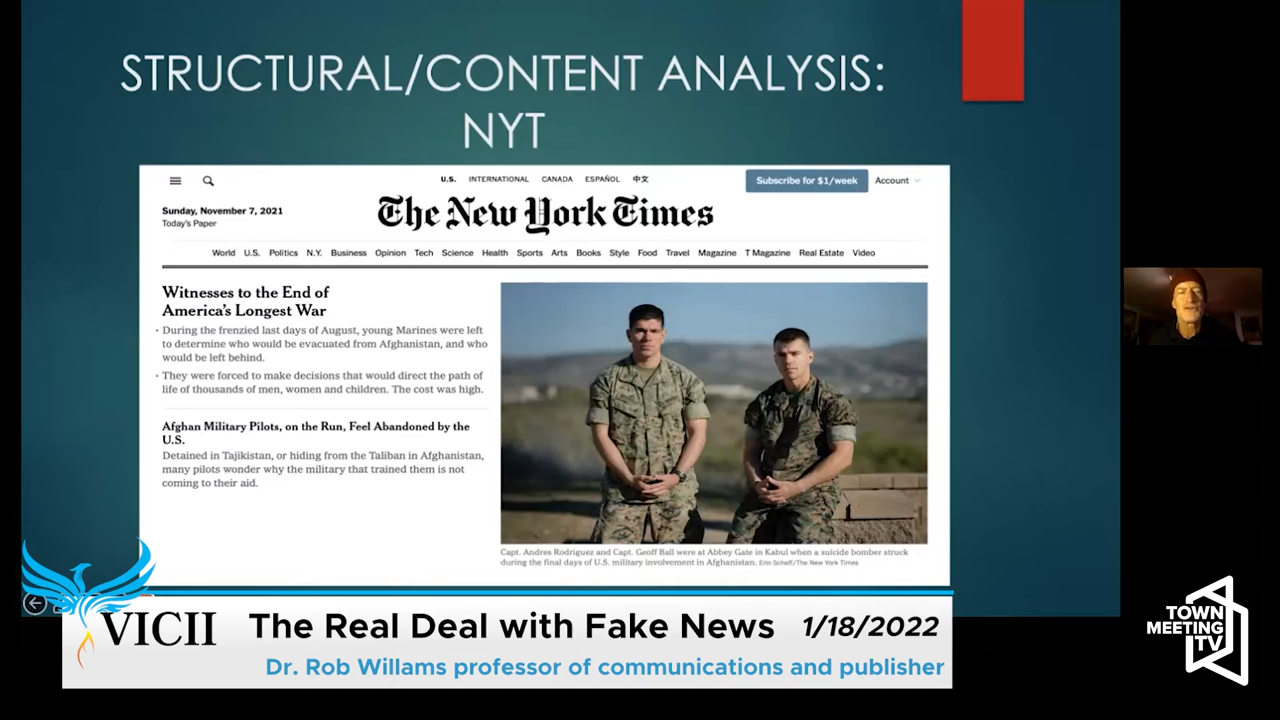 STRUCTURAL/CONTENT ANALYSIS:
NYT
U.S. INTERNATIONAL CANADA ESPAÑOL 中文
Subscribe for $1/week
Account
Sunday, November 7, 2021
Today's Paper
The New York Times
World U.S. Politics N.Y. Business Opinion Tech Science Health Sports Arts Books Style Food Travel Magazine T Magazine Real Estate Video
Witnesses to the End of
America's Longest War
• During the frenzied last days of August, young Marines were left
to determine who would be evacuated from Afghanistan, and who
would be left behind.
• They were forced to make decisions that would direct the path of
life of thousands of men, women and children. The cost was high.
Afghan Military Pilots, on the Run, Feel Abandoned by the
U.S.
Detained in Tajikistan, or hiding from the Taliban in Afghanistan,
many pilots wonder why the military that trained them is not
coming to their aid.
Capt. Andres Rodriguez and Capt. Geoff Ball were at Abbey Gate in Kabul when a suicide bomber struck
during the final days of U.S. military involvement in Afghanistan. Erin Schaff/The New York Times
VICII
The Real Deal with Fake News 1/18/2022
Dr. Rob Willams professor of communications and publisher
TOWN
MEETING
TV